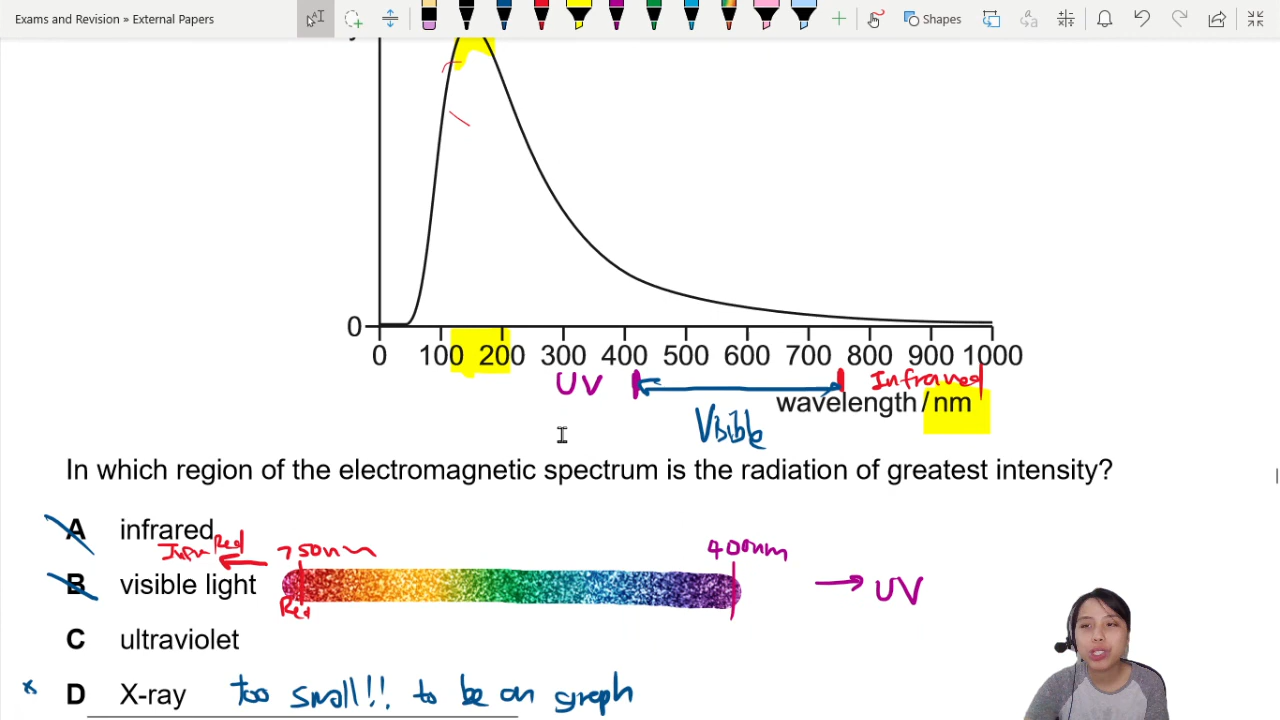 Exams and Revision » External Papers
Shapes
0
0 100 200 300 400 500 600 700 800 900 1000
UV Infrared
wavelength / nm
Visible
In which region of the electromagnetic spectrum is the radiation of greatest intensity?
A infrared
Infra Red 750nm 400nm
B visible light UV
Red
C ultraviolet
D X-ray too small!! to be on graph